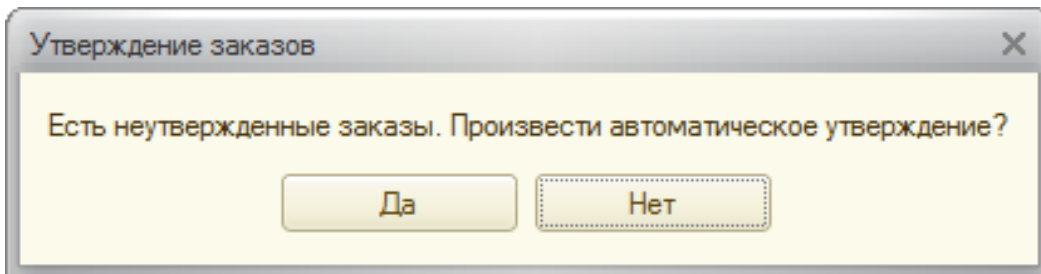 Утверждение заказов
Есть неутвержденные заказы. Произвести автоматическое утверждение?
Да Нет